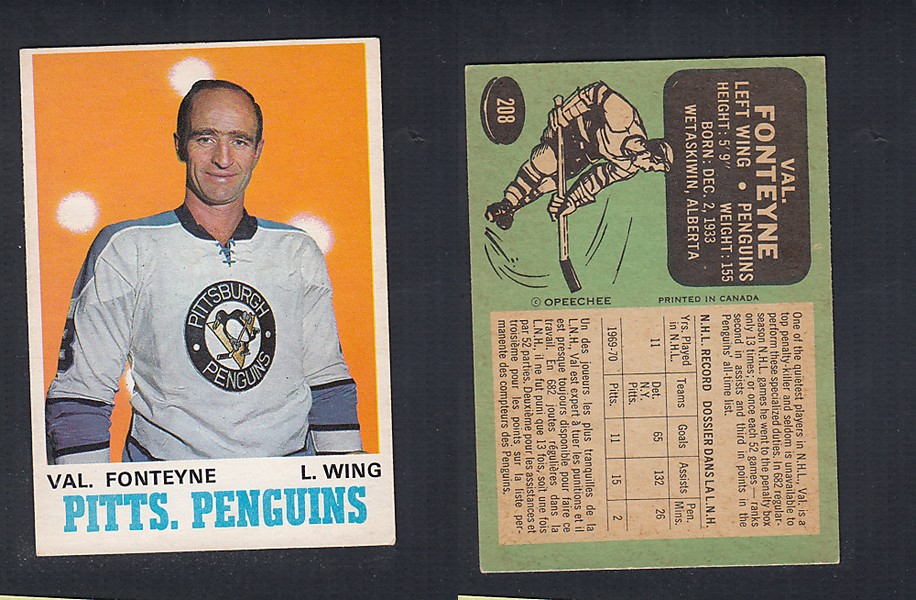 PITTSBURGH
PENGUINS
VAL. FONTEYNE L. WING
PITTS. PENGUINS
208
VAL.
FONTEYNE
LEFT WING • PENGUINS
HEIGHT: 5' 9" WEIGHT: 155
BORN: DEC. 2, 1933
WETASKIWIN, ALBERTA
© OPEECHEE PRINTED IN CANADA
One of the quietest players in N.H.L., Val. is a
top penalty-killer and seldom is unavailable to
perform these specialized duties. In 682 regular-
season N.H.L. games he went to the penalty box
only 13 times; or once each 52 games — ranks
second in assists and third in points in the
Penguins' all-time list.
N.H.L. RECORD DOSSIER DANS LA L.N.H.
Yrs. Played Teams Goals Assists Pen.
in N.H.L. Mins.
11 Det. 65 132 26
N.Y.
Pitts.
1969-70 Pitts. 11 15 2
Un des joueurs les plus tranquilles de la
L.N.H., Val est expert à tuer les punitions et il
est presque toujours disponible pour faire ce
travail. En 682 joutes régulières dans la
L.N.H., il ne fut puni que 13 fois, soit une fois
par 52 parties. Deuxième pour les assistances et
troisième pour les points sur la liste per-
manente des compteurs des Penguins.